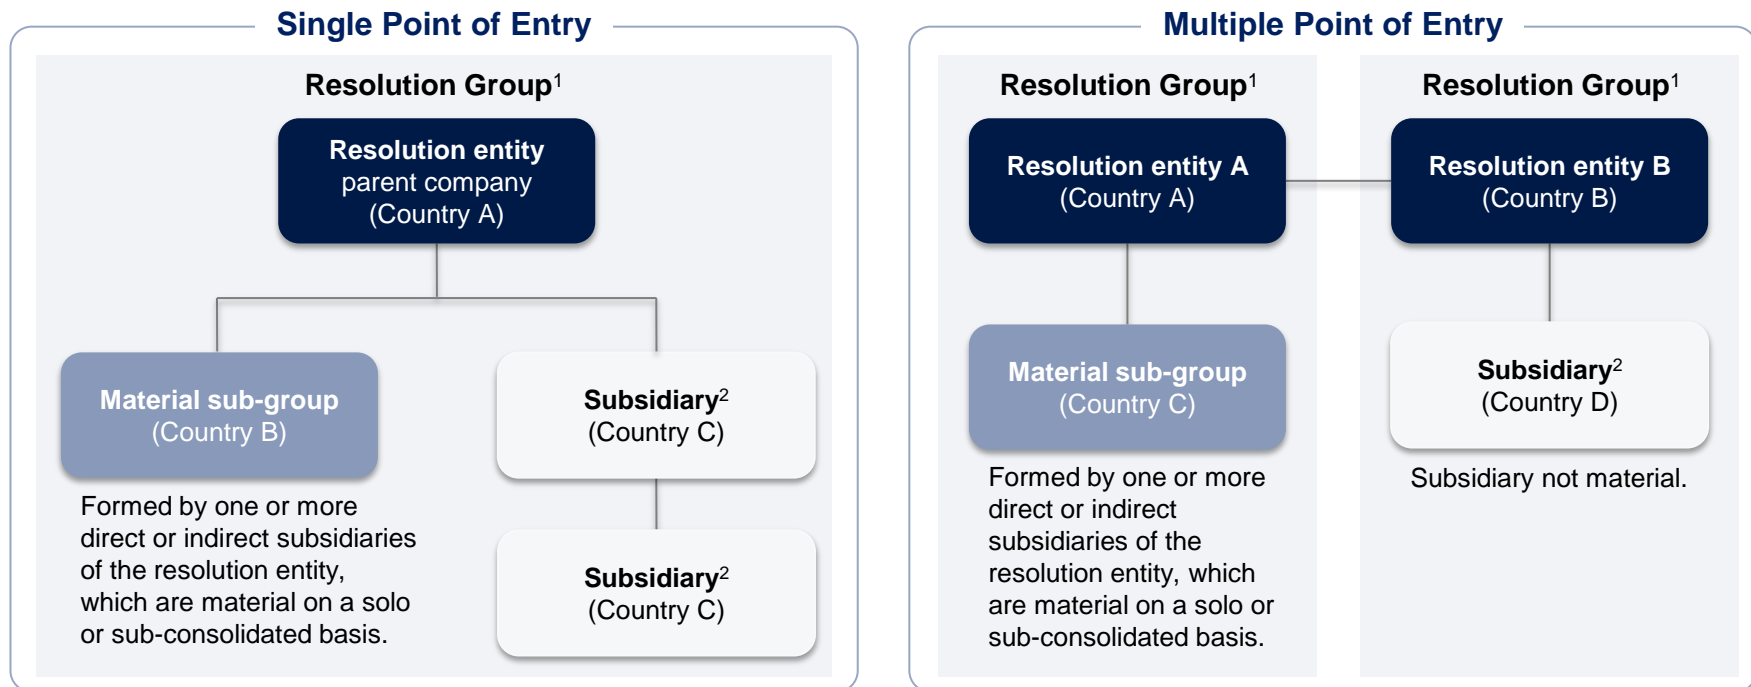 Single Point of Entry
Resolution Group1
Resolution entity
parent company
(Country A)
Material sub-group
(Country B)
Formed by one or more
direct or indirect subsidiaries
of the resolution entity,
which are material on a solo
or sub-consolidated basis.
Subsidiary2
(Country C)
Subsidiary2
(Country C)
Multiple Point of Entry
Resolution Group1
Resolution entity A
(Country A)
Material sub-group
(Country C)
Formed by one or more
direct or indirect
subsidiaries of the
resolution entity, which
are material on a solo or
sub-consolidated basis.
Resolution Group1
Resolution entity B
(Country B)
Subsidiary2
(Country D)
Subsidiary not material.